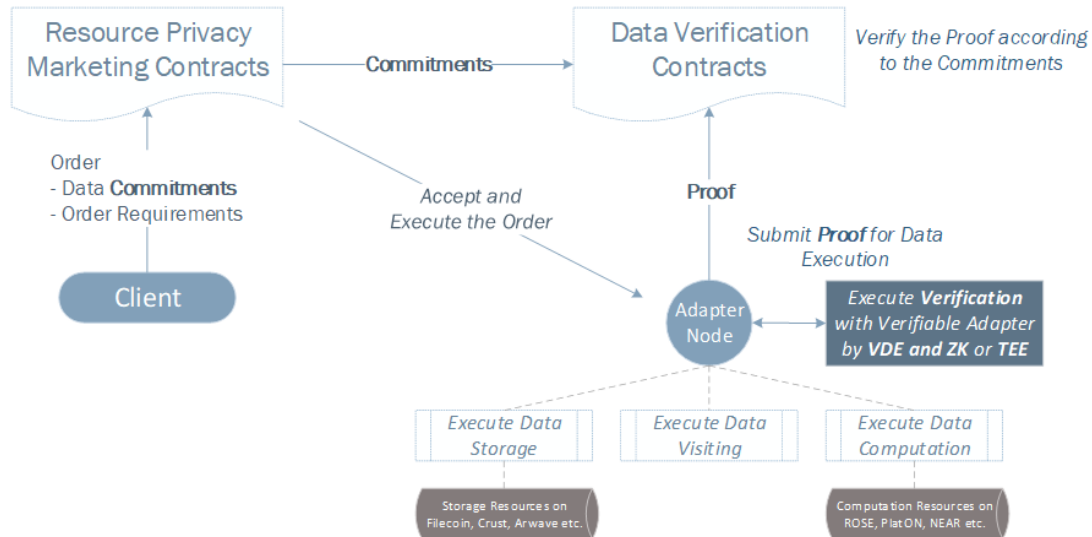 Resource Privacy
Marketing Contracts
Commitments
Data Verification
Contracts
Verify the Proof according
to the Commitments
Order
- Data Commitments
- Order Requirements
Accept and
Execute the Order
Proof
Submit Proof for Data
Execution
Client
Adapter
Node
Execute Verification
with Verifiable Adapter
by VDE and ZK or TEE
Execute Data
Storage
Execute Data
Visiting
Execute Data
Computation
Storage Resources on
Filecoin, Crust, Arwave etc.
Computation Resources on
ROSE, PlatON, NEAR etc.